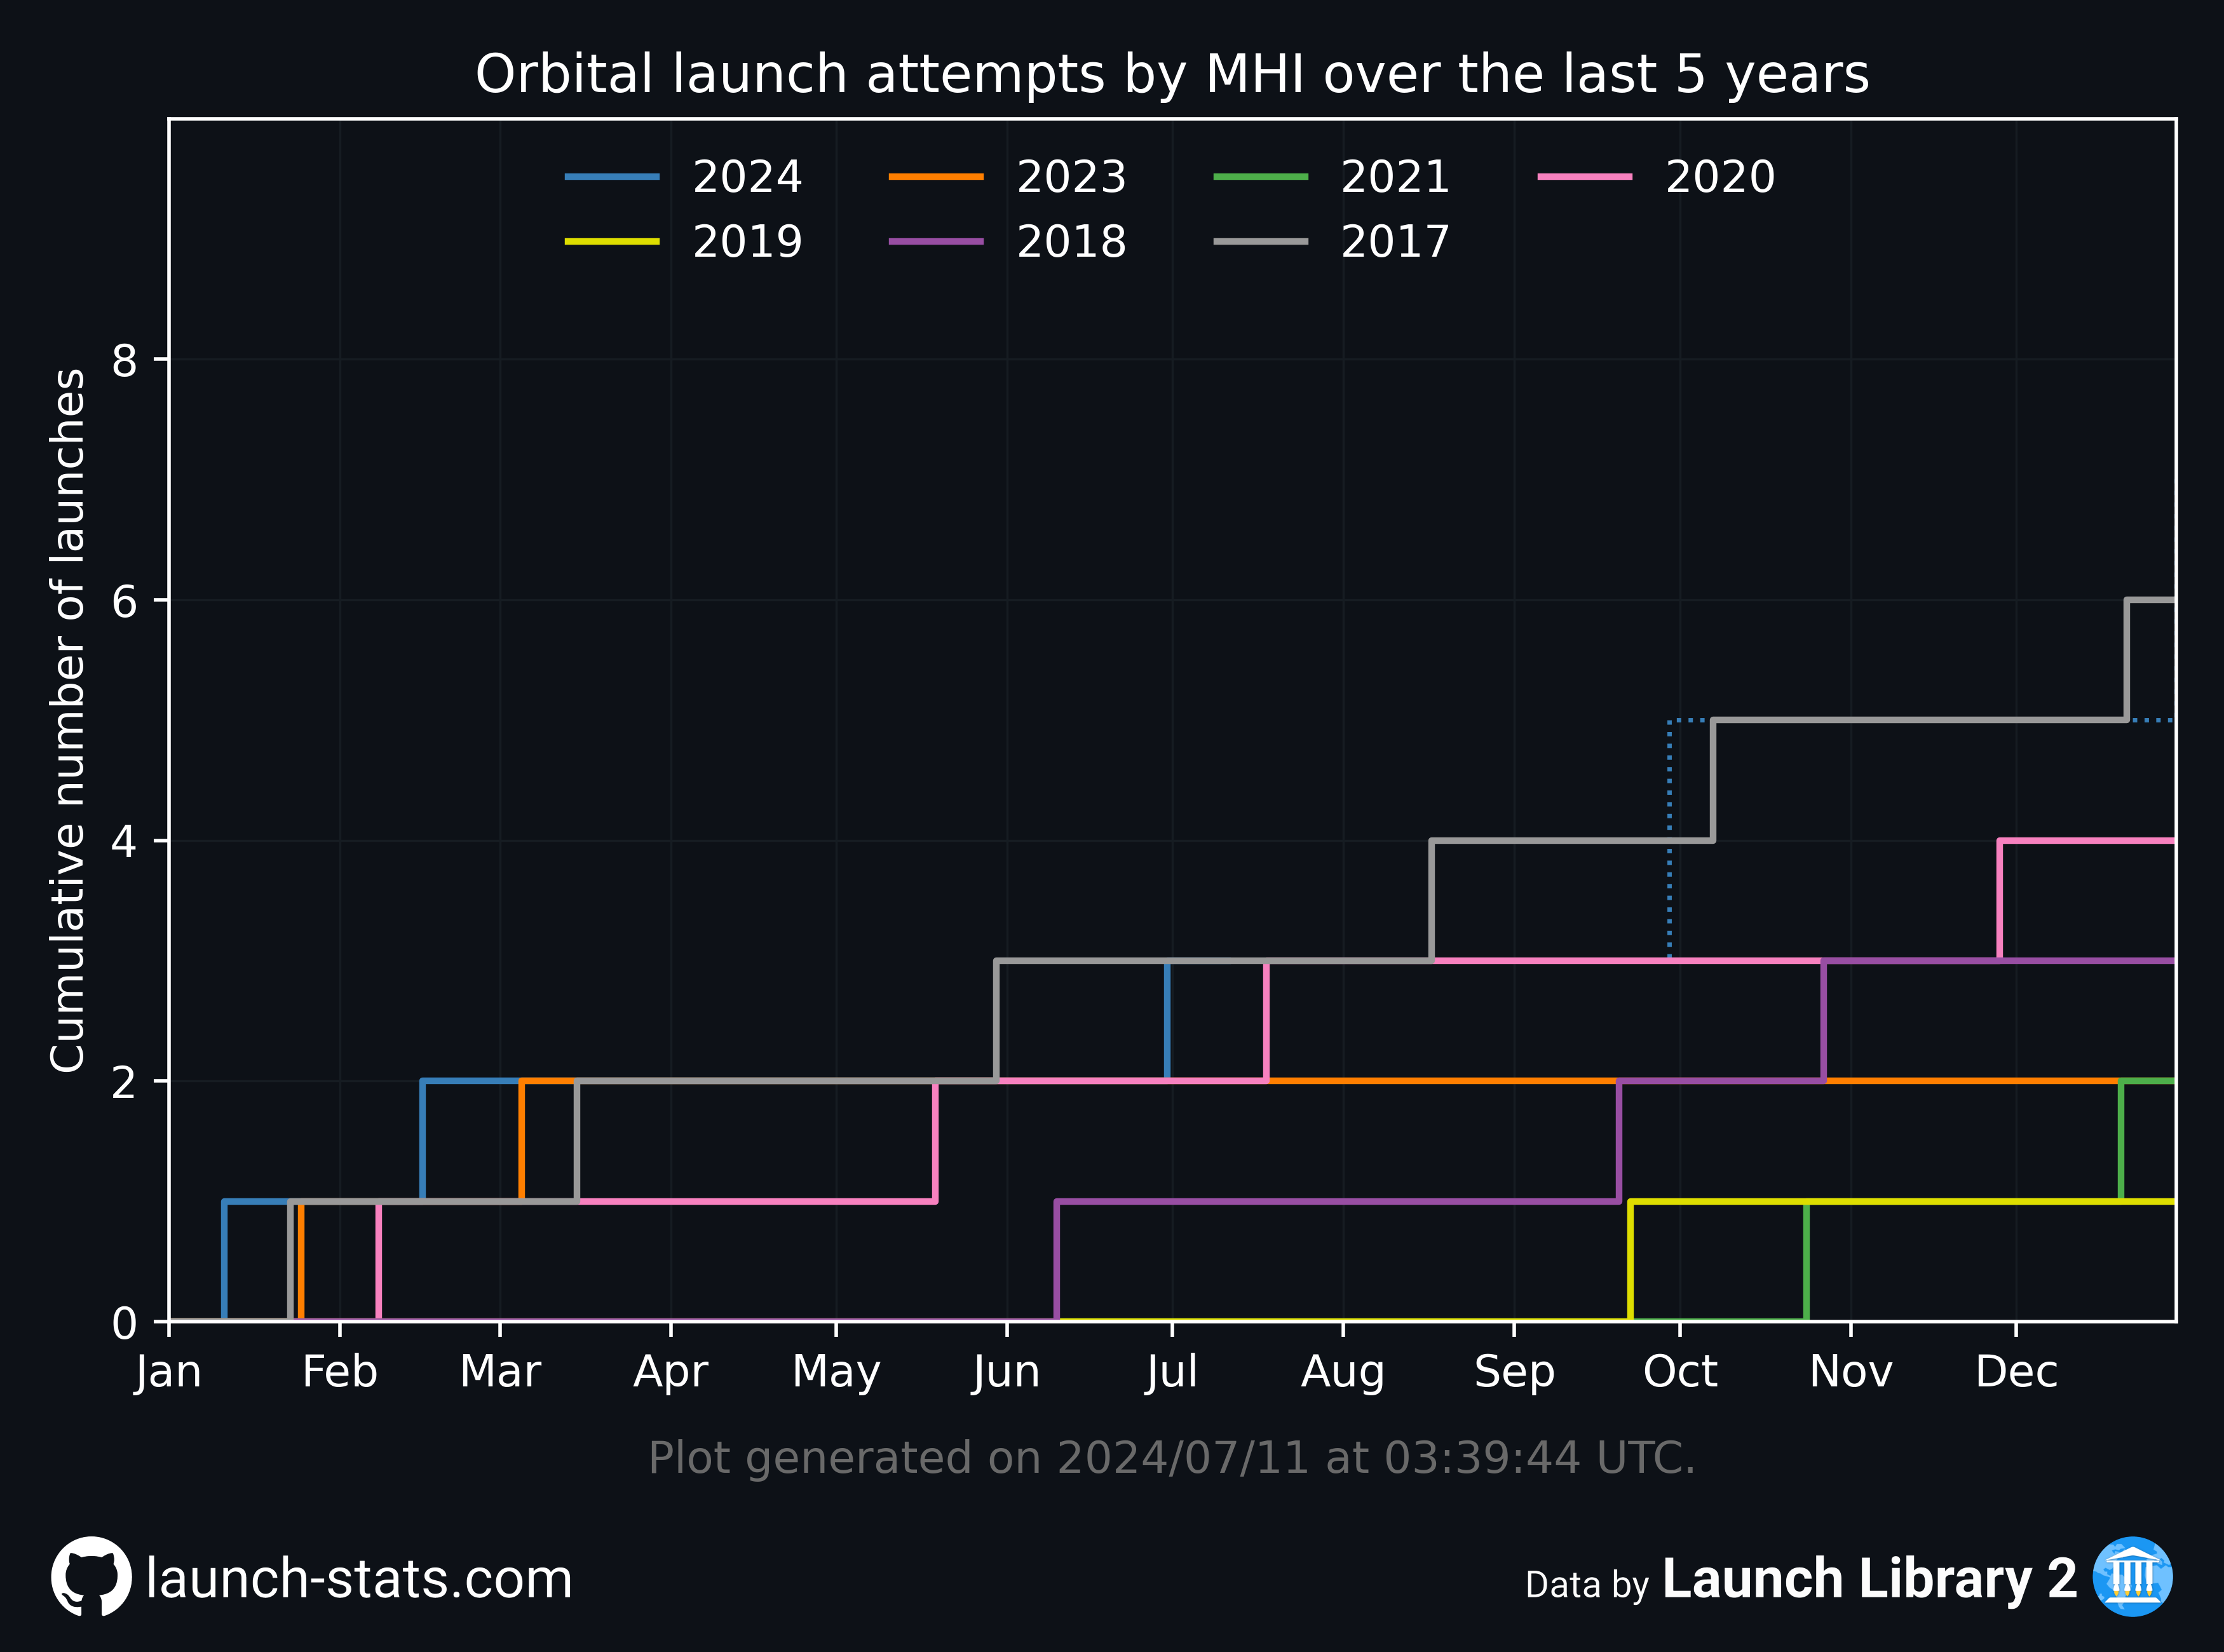 Orbital launch attempts by MHI over the last 5 years
2024 2023 2021 2020
2019 2018 2017
Cumulative number of launches
8
6
4
2
0
Jan Feb Mar Apr May Jun Jul Aug Sep Oct Nov Dec
Plot generated on 2024/07/11 at 03:39:44 UTC.
launch-stats.com
Data by Launch Library 2